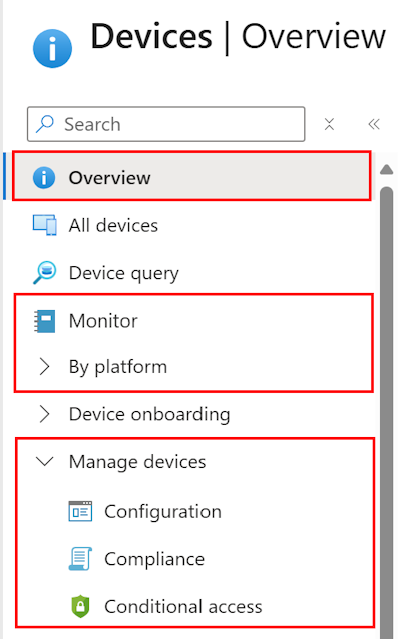 Devices | Overview
Search
Overview
All devices
Device query
Monitor
By platform
Device onboarding
Manage devices
Configuration
Compliance
Conditional access